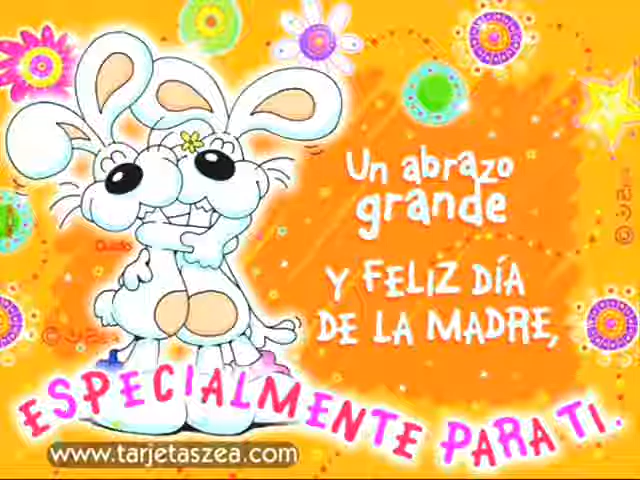 Un abrazo
grande
Y FELIZ DÍA
DE LA MADRE,
ESPECIALMENTE PARA TI.
www.tarjetaszea.com